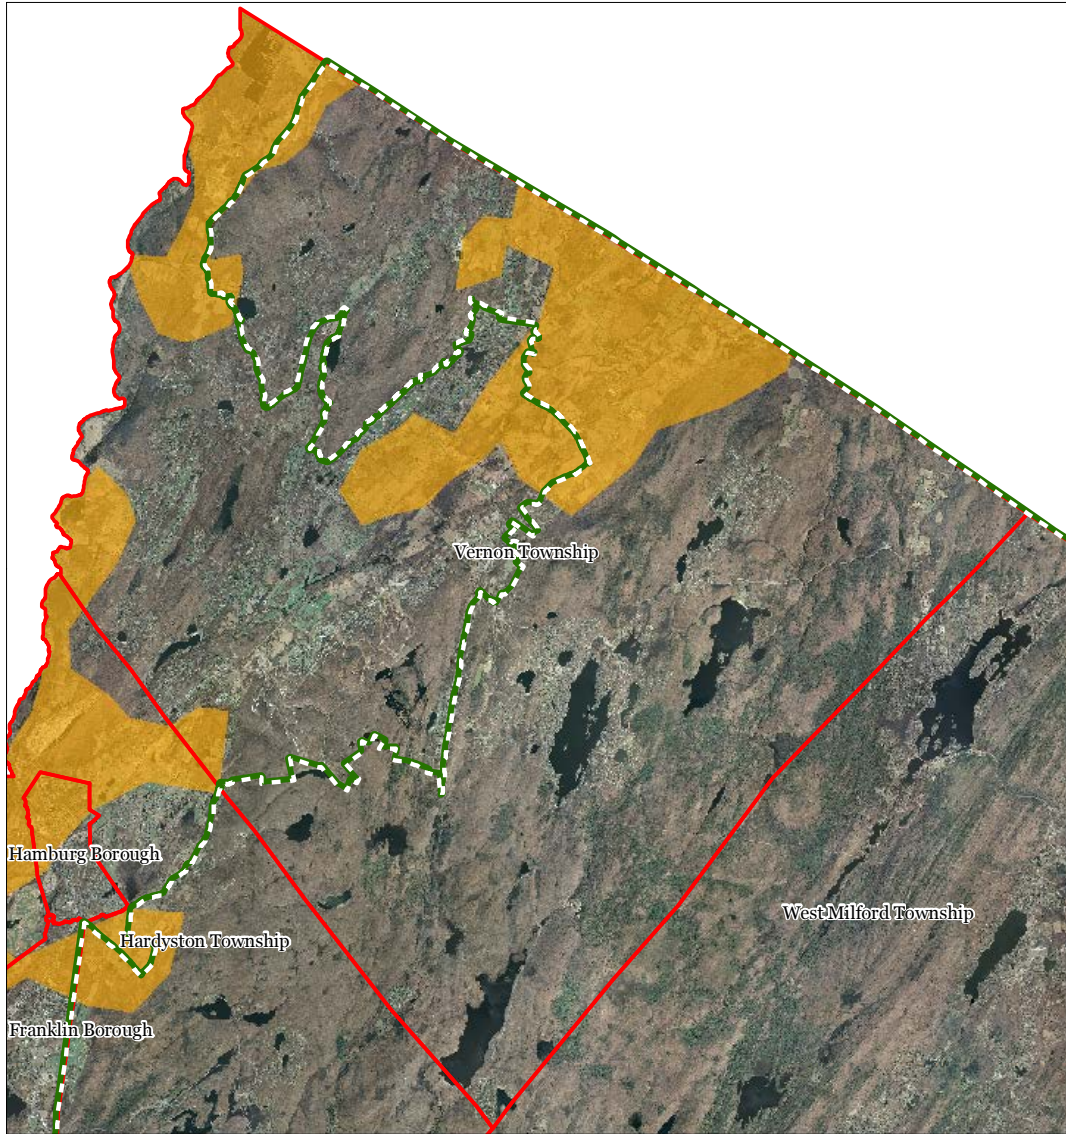 Vernon Township
Hamburg Borough
West Milford Township
Hardyston Township
Franklin Borough